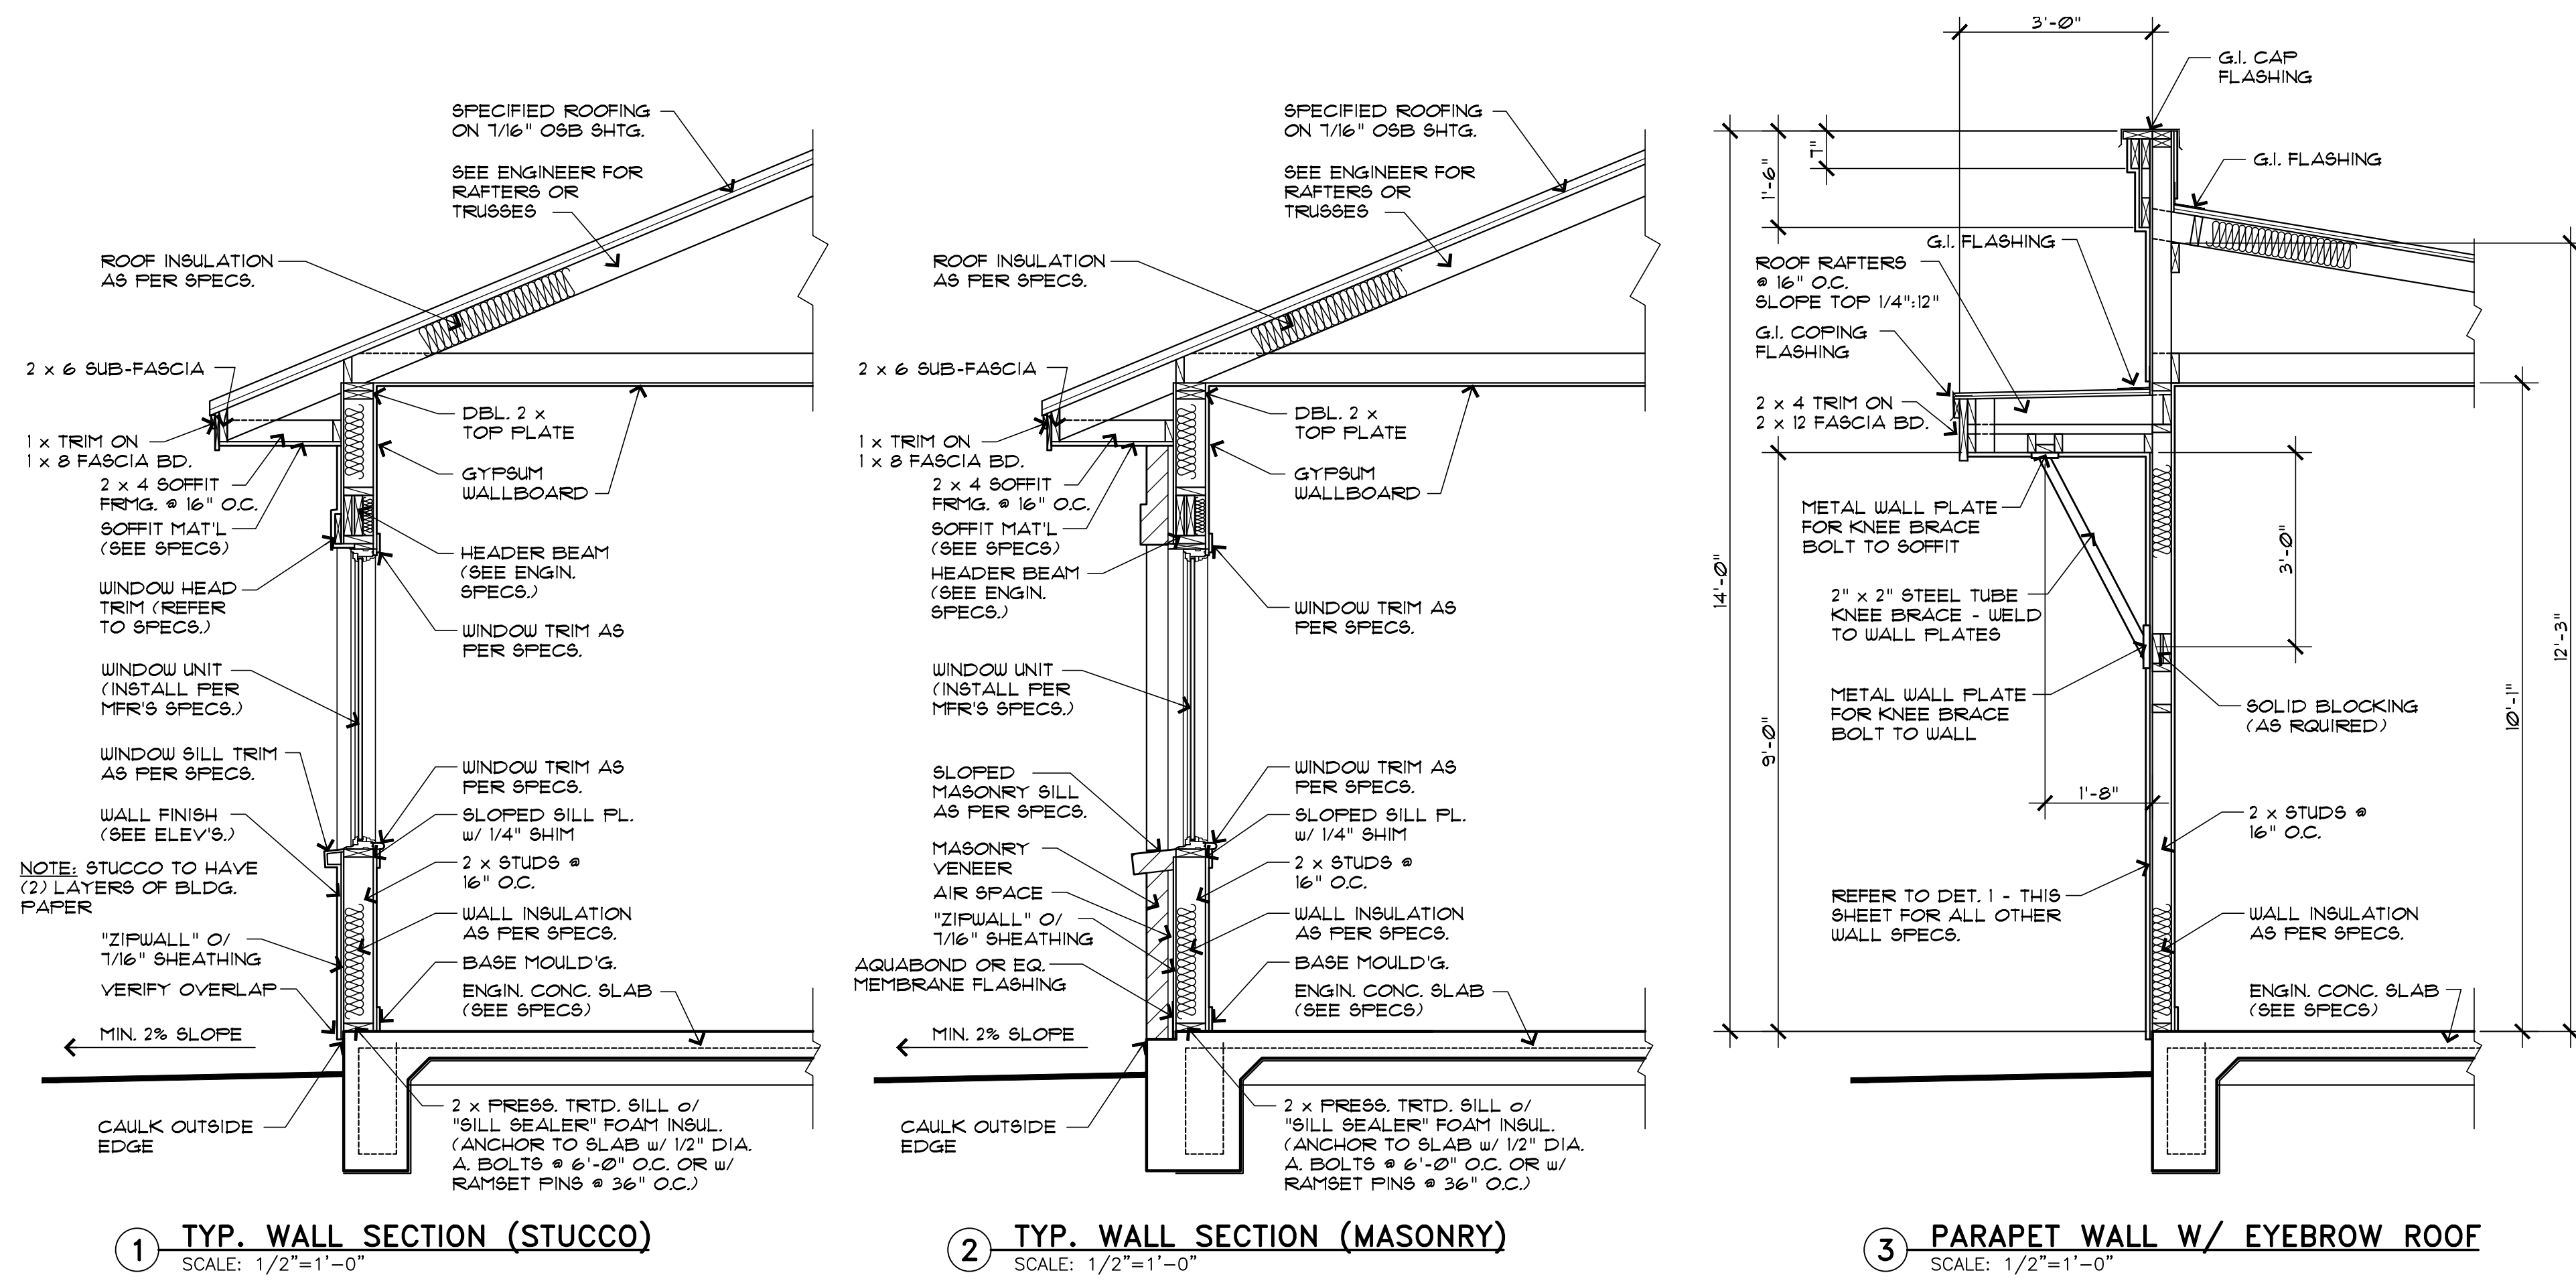 SPECIFIED ROOFING
ON 7/16" OSB SHTG.
SEE ENGINEER FOR
RAFTERS OR
TRUSSES
ROOF INSULATION
AS PER SPECS.
2 x 6 SUB-FASCIA
1 x TRIM ON
1 x 8 FASCIA BD.
2 x 4 SOFFIT
FRMG. @ 16" O.C.
SOFFIT MAT'L
(SEE SPECS)
WINDOW HEAD
TRIM (REFER
TO SPECS.)
WINDOW UNIT
(INSTALL PER
MFR'S SPECS.)
WINDOW SILL TRIM
AS PER SPECS.
WALL FINISH
(SEE ELEV'S.)
NOTE: STUCCO TO HAVE
(2) LAYERS OF BLDG.
PAPER
"ZIPWALL" O/
7/16" SHEATHING
VERIFY OVERLAP
MIN. 2% SLOPE
CAULK OUTSIDE
EDGE
DBL. 2 x
TOP PLATE
GYPSUM
WALLBOARD
HEADER BEAM
(SEE ENGIN.
SPECS.)
WINDOW TRIM AS
PER SPECS.
WINDOW TRIM AS
PER SPECS.
SLOPED SILL PL.
w/ 1/4" SHIM
2 x STUDS @
16" O.C.
WALL INSULATION
AS PER SPECS.
BASE MOULD'G.
ENGIN. CONC. SLAB
(SEE SPECS)
2 x PRESS. TRTD. SILL o/
"SILL SEALER" FOAM INSUL.
(ANCHOR TO SLAB w/ 1/2" DIA.
A. BOLTS @ 6'-0" O.C. OR w/
RAMSET PINS @ 36" O.C.)
1 TYP. WALL SECTION (STUCCO)
SCALE: 1/2"=1'-0"
SPECIFIED ROOFING
ON 7/16" OSB SHTG.
SEE ENGINEER FOR
RAFTERS OR
TRUSSES
ROOF INSULATION
AS PER SPECS.
2 x 6 SUB-FASCIA
1 x TRIM ON
1 x 8 FASCIA BD.
2 x 4 SOFFIT
FRMG. @ 16" O.C.
SOFFIT MAT'L
(SEE SPECS)
HEADER BEAM
(SEE ENGIN.
SPECS.)
WINDOW UNIT
(INSTALL PER
MFR'S SPECS.)
SLOPED
MASONRY SILL
AS PER SPECS.
MASONRY
VENEER
AIR SPACE
"ZIPWALL" O/
7/16" SHEATHING
AQUABOND OR EQ.
MEMBRANE FLASHING
MIN. 2% SLOPE
CAULK OUTSIDE
EDGE
DBL. 2 x
TOP PLATE
GYPSUM
WALLBOARD
WINDOW TRIM AS
PER SPECS.
WINDOW TRIM AS
PER SPECS.
SLOPED SILL PL.
w/ 1/4" SHIM
2 x STUDS @
16" O.C.
WALL INSULATION
AS PER SPECS.
BASE MOULD'G.
ENGIN. CONC. SLAB
(SEE SPECS)
2 x PRESS. TRTD. SILL o/
"SILL SEALER" FOAM INSUL.
(ANCHOR TO SLAB w/ 1/2" DIA.
A. BOLTS @ 6'-0" O.C. OR w/
RAMSET PINS @ 36" O.C.)
2 TYP. WALL SECTION (MASONRY)
SCALE: 1/2"=1'-0"
3'-0"
G.I. CAP
FLASHING
7"
1'-6"
G.I. FLASHING
G.I. FLASHING
ROOF RAFTERS
@ 16" O.C.
SLOPE TOP 1/4":12"
G.I. COPING
FLASHING
2 x 4 TRIM ON
2 x 12 FASCIA BD.
METAL WALL PLATE
FOR KNEE BRACE
BOLT TO SOFFIT
14'-0"
3'-0"
2" x 2" STEEL TUBE
KNEE BRACE - WELD
TO WALL PLATES
12'-3"
METAL WALL PLATE
FOR KNEE BRACE
BOLT TO WALL
SOLID BLOCKING
(AS RQUIRED)
9'-0"
10'-1"
1'-8"
2 x STUDS @
16" O.C.
REFER TO DET. 1 - THIS
SHEET FOR ALL OTHER
WALL SPECS.
WALL INSULATION
AS PER SPECS.
ENGIN. CONC. SLAB
(SEE SPECS)
3 PARAPET WALL W/ EYEBROW ROOF
SCALE: 1/2"=1'-0"